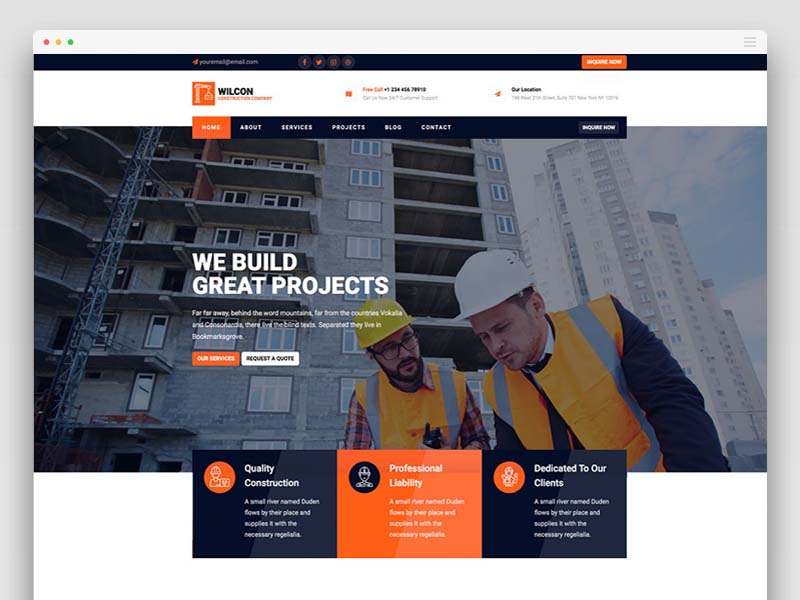 youremail@email.com
INQUIRE NOW
WILCON
CONSTRUCTION COMPANY
Free Call +1 234 456 78910
Call Us Now 24/7 Customer Support
Our Location
198 West 21th Street, Suite 721 New York NY 10016
HOME ABOUT SERVICES PROJECTS BLOG CONTACT INQUIRE NOW
WE BUILD
GREAT PROJECTS
Far far away, behind the word mountains, far from the countries Vokalia
and Consonantia, there live the blind texts. Separated they live in
Bookmarksgrove.
OUR SERVICES REQUEST A QUOTE
Quality
Construction
A small river named Duden
flows by their place and
supplies it with the
necessary regelialia.
Professional
Liability
A small river named Duden
flows by their place and
supplies it with the
necessary regelialia.
Dedicated To Our
Clients
A small river named Duden
flows by their place and
supplies it with the
necessary regelialia.